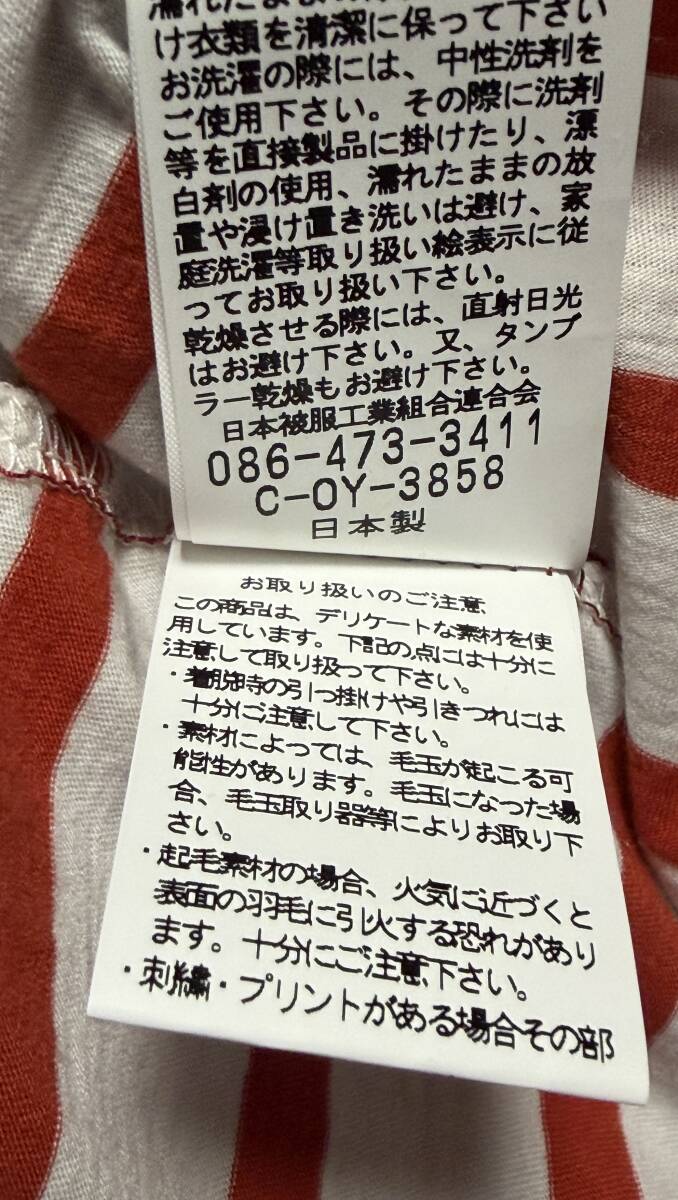 濡れたままの
け衣類を清潔に保って下さい
お洗濯の際には、中性洗剤を
ご使用下さい。その際に洗剤
等を直接製品に掛けたり、漂
白剤の使用、濡れたままの放
置や浸け置き洗いは避け、家
庭洗濯等取り扱い絵表示に従
ってお取り扱い下さい。
乾燥させる際には、直射日光
はお避け下さい。又、タンブ
ラー乾燥もお避け下さい。
日本被服工業組合連合会
086-473-3411
C-OY-3858
日本製
お取り扱いのご注意
この商品は、デリケートな素材を使
用しています。下記の点には十分に
注意して取り扱って下さい。
・着脱時の引っ掛けや引きつれには
十分に注意して下さい。
・素材によっては、毛玉が起こる可
能性があります。毛玉になった場
合、毛玉取り器等によりお取り下
さい。
・起毛素材の場合、火気に近づくと
表面の羽毛に引火する恐れがあり
ます。十分にご注意下さい。
・刺繍・プリントがある場合その部